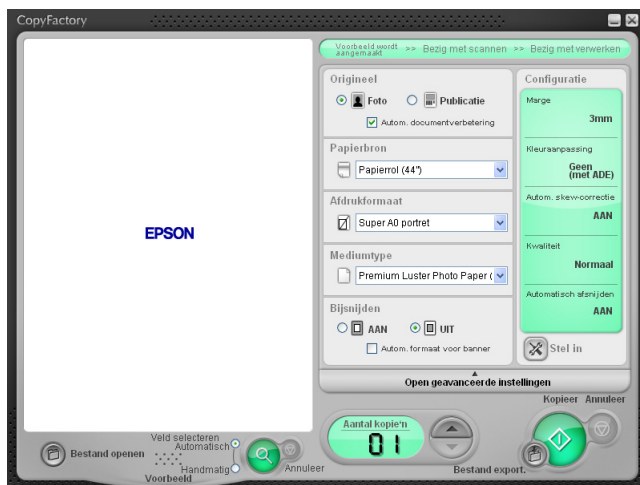 CopyFactory
Voorbeeld wordt aangemaakt >> Bezig met scannen >> Bezig met verwerken
Origineel
Foto Publicatie
Autom. documentverbetering
Papierbron
Papierrol (44")
Afdrukformaat
Super A0 portret
Mediumtype
Premium Luster Photo Paper (
Bijsnijden
AAN UIT
Autom. formaat voor banner
Configuratie
Marge
3mm
Kleuraanpassing
Geen
(met ADE)
Autom. skew-correctie
AAN
Kwaliteit
Normaal
Automatisch afsnijden
AAN
Stel in
EPSON
Open geavanceerde instellingen
Bestand openen
Veld selecteren
Automatisch
Handmatig
Voorbeeld
Annuleer
Aantal kopie'n
01
Kopieer Annuleer
Bestand export.